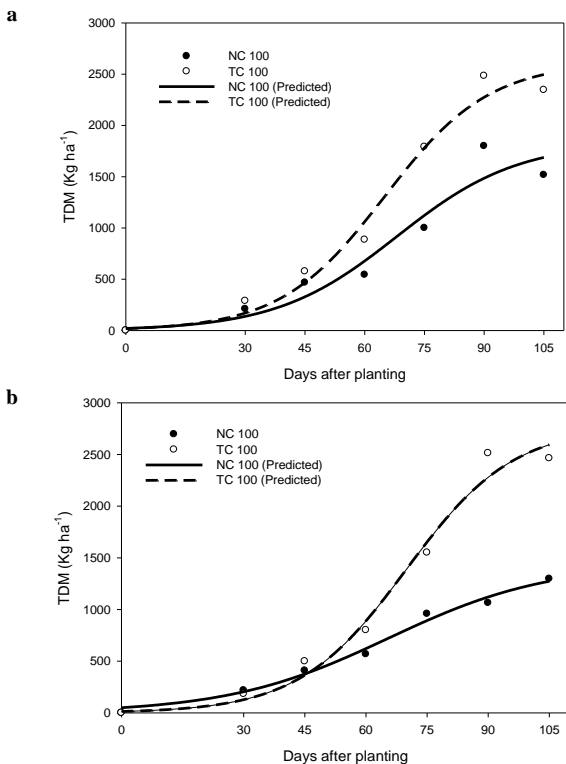 a
3000
NC 100
TC 100
2500
NC 100 (Predicted)
TC 100 (Predicted)
2000
TDM (Kg ha-1)
1500
1000
500
0
0 30 45 60 75 90 105
Days after planting
b
3000
NC 100
TC 100
2500
NC 100 (Predicted)
TC 100 (Predicted)
2000
TDM (Kg ha-1)
1500
1000
500
0
0 30 45 60 75 90 105
Days after planting